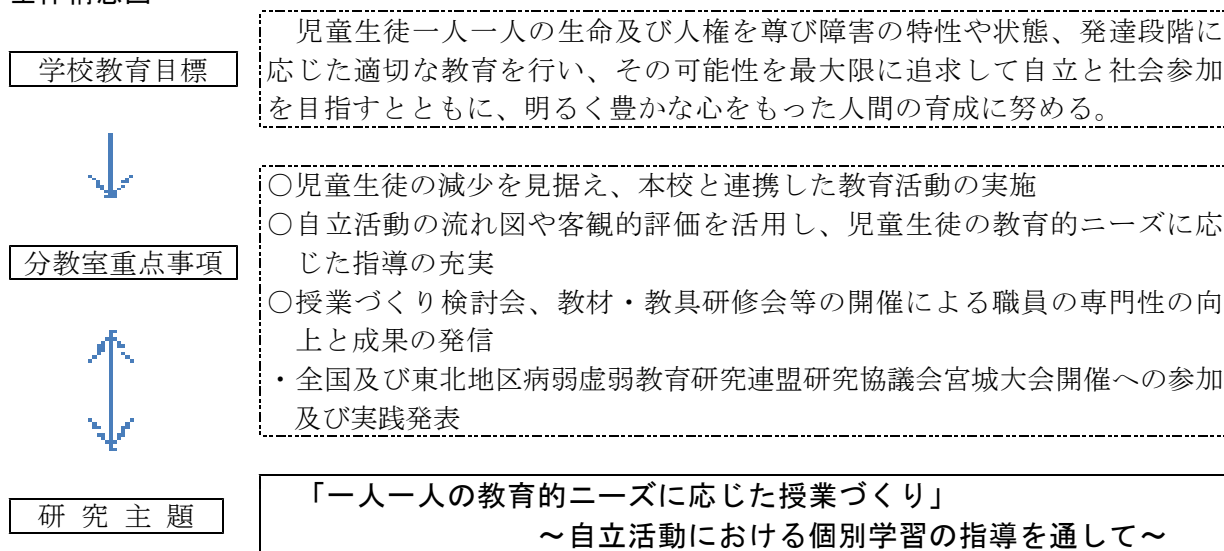 学校教育目標
児童生徒一人一人の生命及び人権を尊び障害の特性や状態、発達段階に
応じた適切な教育を行い、その可能性を最大限に追求して自立と社会参加
を目指すとともに、明るく豊かな心をもった人間の育成に努める。
分教室重点事項
○児童生徒の減少を見据え、本校と連携した教育活動の実施
○自立活動の流れ図や客観的評価を活用し、児童生徒の教育的ニーズに応
じた指導の充実
○授業づくり検討会、教材・教具研修会等の開催による職員の専門性の向
上と成果の発信
・全国及び東北地区病弱虚弱教育研究連盟研究協議会宮城大会開催への参加
及び実践発表
研究主題
「一人一人の教育的ニーズに応じた授業づくり」
～自立活動における個別学習の指導を通して～